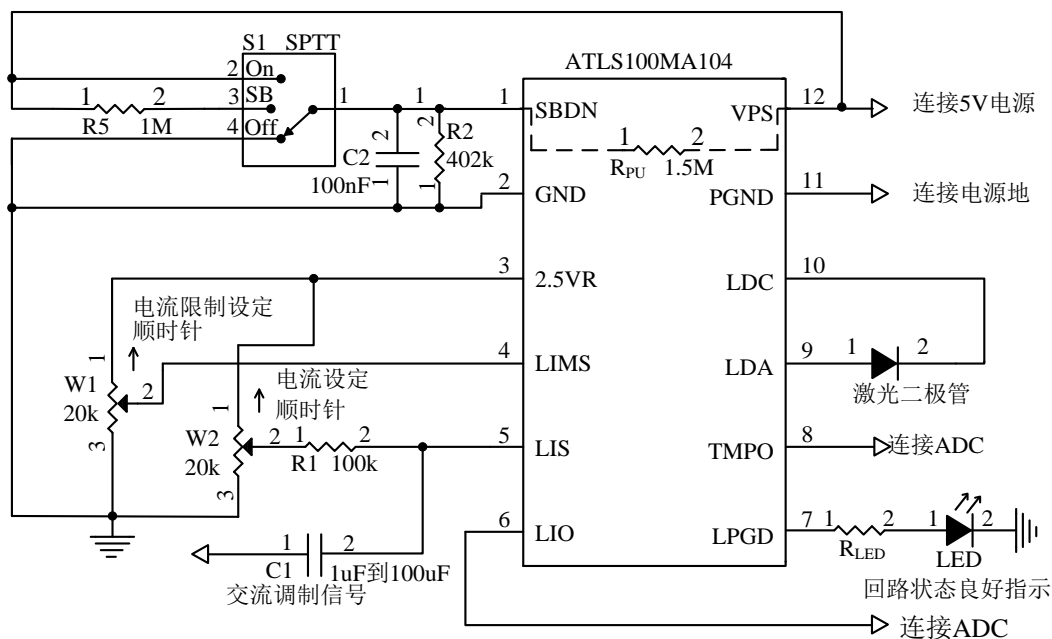 S1 SPTT
ATLS100MA104
2 On
1 2 3 SB 1 1 1 SBDN VPS 12 连接5V电源
R5 1M 4 Off
2 R2
2 402k
C2
100nF 1 1
1 2
RPU 1.5M
2 GND PGND 11 连接电源地
3 2.5VR LDC 10
电流限制设定
顺时针
1
4 LIMS LDA 9 1 2
W1 2
20k
3
激光二极管
电流设定
顺时针
1
W2 2 1 2 5 LIS TMPO 8 连接ADC
20k R1 100k
3
6 LIO LPGD 7 1 2 1 2
RLED LED
1 2
C1 1uF到100uF
交流调制信号
回路状态良好指示
连接ADC